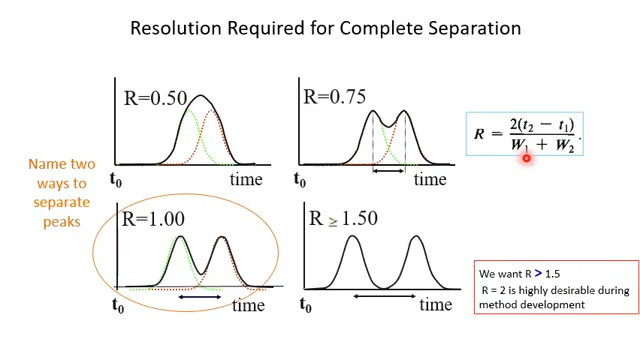 Resolution Required for Complete Separation
R=0.50
t0
time
R=0.75
t0
time
R = 2(t2 − t1) / W1 + W2 .
Name two
ways to
separate
peaks
R=1.00
t0
time
R ≥ 1.50
t0
time
We want R > 1.5
R = 2 is highly desirable during
method development